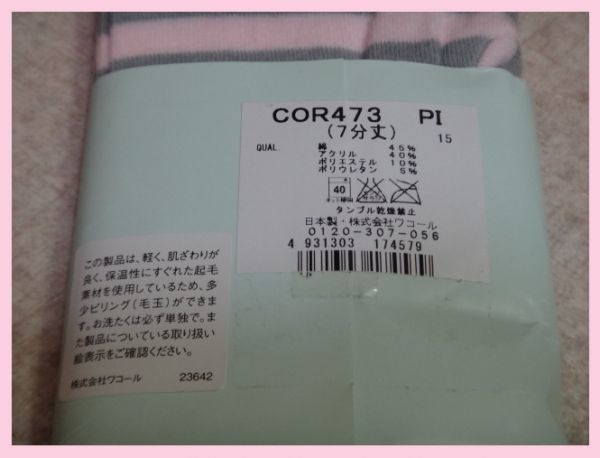 COR473 PI
(7分丈)
15
QUAL 綿 45%
アクリル 40%
ポリエステル 10%
ポリウレタン 5%
40
タンブル乾燥禁止
日本製・株式会社ワコール
0120-307-056
4 931303 174579
この製品は、軽く、肌ざわりが
良く、保温性にすぐれた起毛
素材を使用しているため、多
少ピリング(毛玉)ができま
す。お洗たくは必ず単独で。ま
た製品についている取り扱い
絵表示をご確認ください。
株式会社ワコール 23642